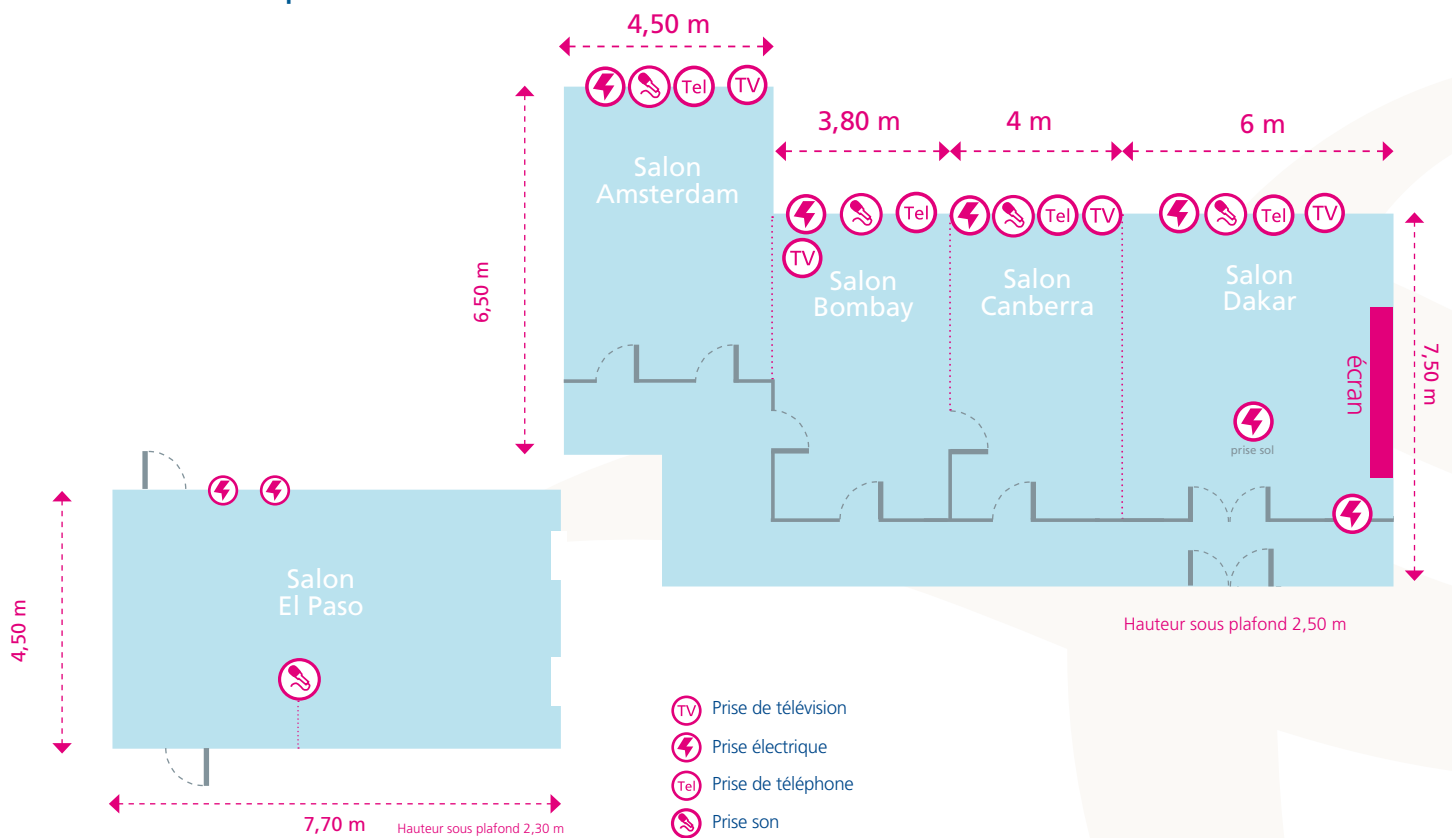 4,50 m
Tel
TV
3,80 m
4 m
6 m
Salon
Amsterdam
Tel
Tel
TV
Tel
TV
TV
6,50 m
Salon
Bombay
Salon
Canberra
Salon
Dakar
écran
7,50 m
prise sol
4,50 m
Salon
El Paso
Hauteur sous plafond 2,50 m
TV Prise de télévision
Prise électrique
Tel Prise de téléphone
Prise son
7,70 m
Hauteur sous plafond 2,30 m